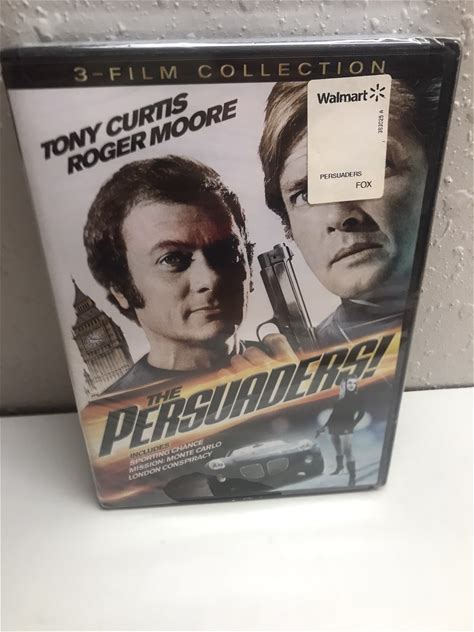 3-FILM COLLECTION
TONY CURTIS
ROGER MOORE
Walmart
363025 A
PERSUADERS
FOX
THE
PERSUADERS!
INCLUDES
SPORTING CHANCE
MISSION: MONTE CARLO
LONDON CONSPIRACY